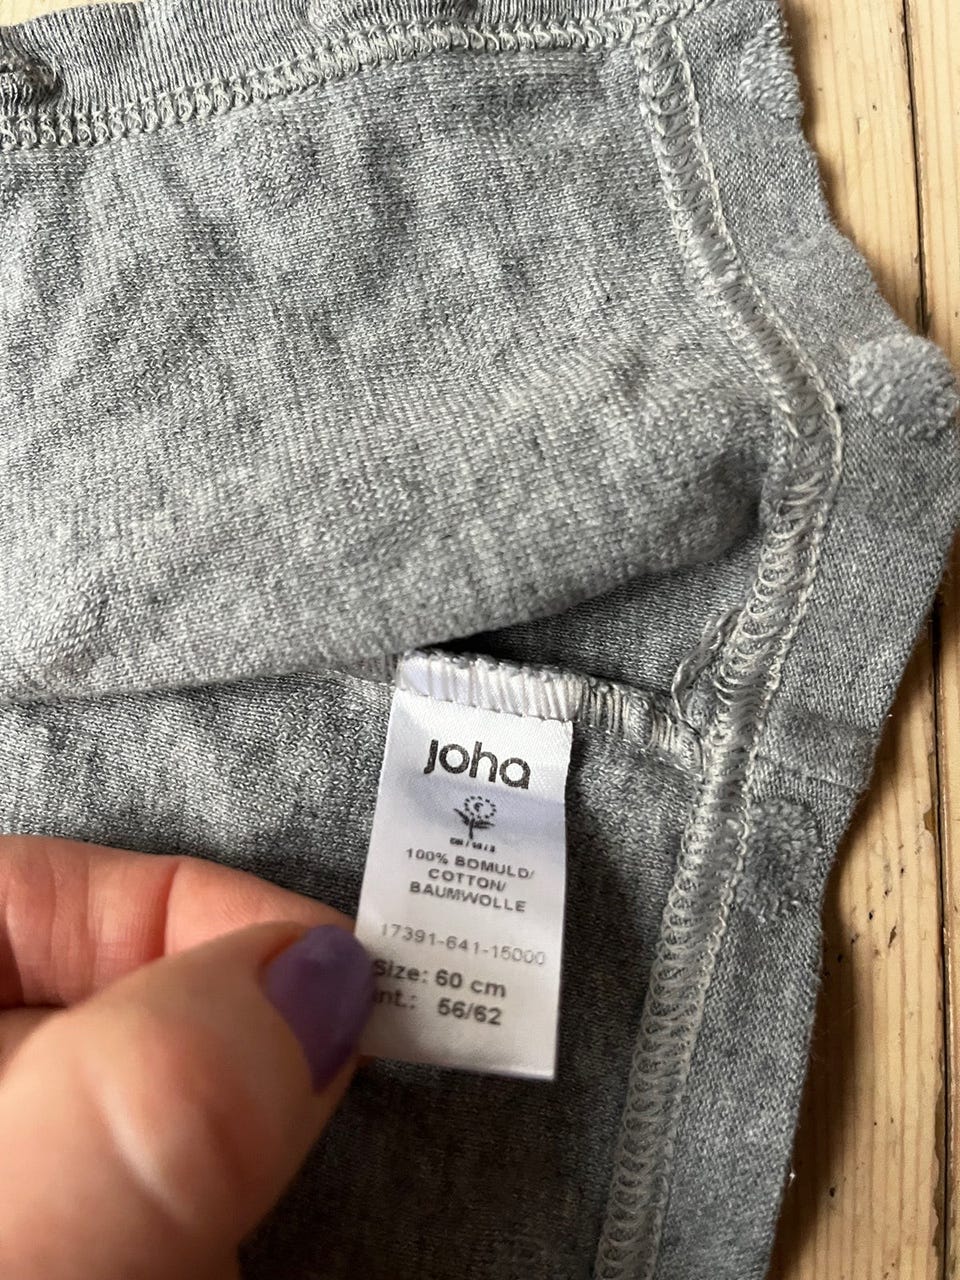 joha
100% BOMULD/
COTTON/
BAUMWOLLE
17391-641-15000
Size: 60 cm
56/62